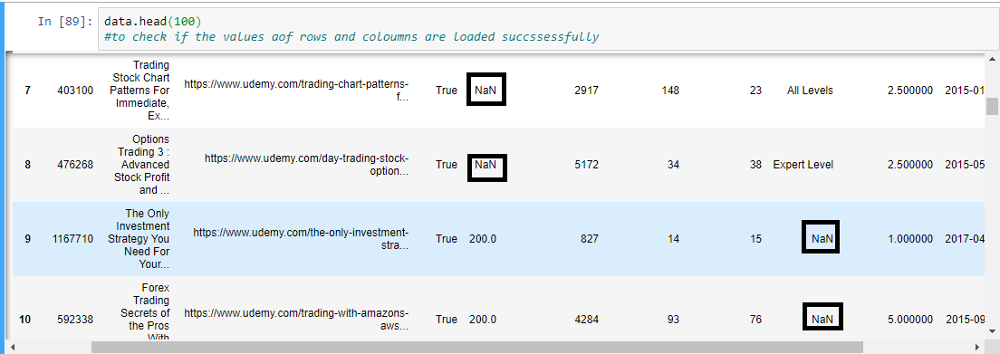 In [89]: data.head(100)
#to check if the values aof rows and coloumns are loaded succssessfully
Trading
Stock Chart
7 403100 Patterns For https://www.udemy.com/trading-chart-patterns-f... True NaN 2917 148 23 All Levels 2.500000 2015-01
Immediate,
Ex...
Options
Trading 3 :
8 476268 Advanced https://www.udemy.com/day-trading-stock-option... True NaN 5172 34 38 Expert Level 2.500000 2015-05
Stock Profit
and ...
The Only
Investment
9 1167710 Strategy You https://www.udemy.com/the-only-investment-stra... True 200.0 827 14 15 NaN 1.000000 2017-04
Need For
Your...
Forex
Trading
10 592338 Secrets of https://www.udemy.com/trading-with-amazons-aws... True 200.0 4284 93 76 NaN 5.000000 2015-09
the Pros
With